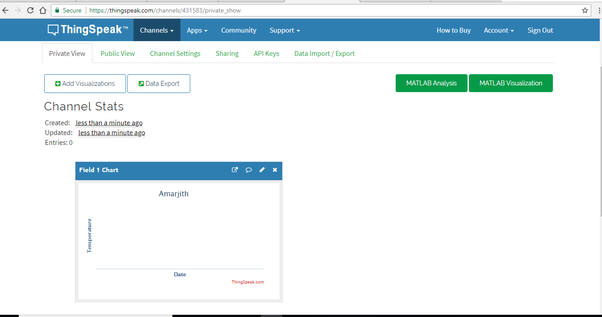 Secure https://thingspeak.com/channels/431583/private_show
ThingSpeak™ Channels Apps Community Support How to Buy Account Sign Out
Private View Public View Channel Settings Sharing API Keys Data Import / Export
Add Visualizations Data Export MATLAB Analysis MATLAB Visualization
Channel Stats
Created: less than a minute ago
Updated: less than a minute ago
Entries: 0
Field 1 Chart
Amarjith
Temperature
Date
ThingSpeak.com